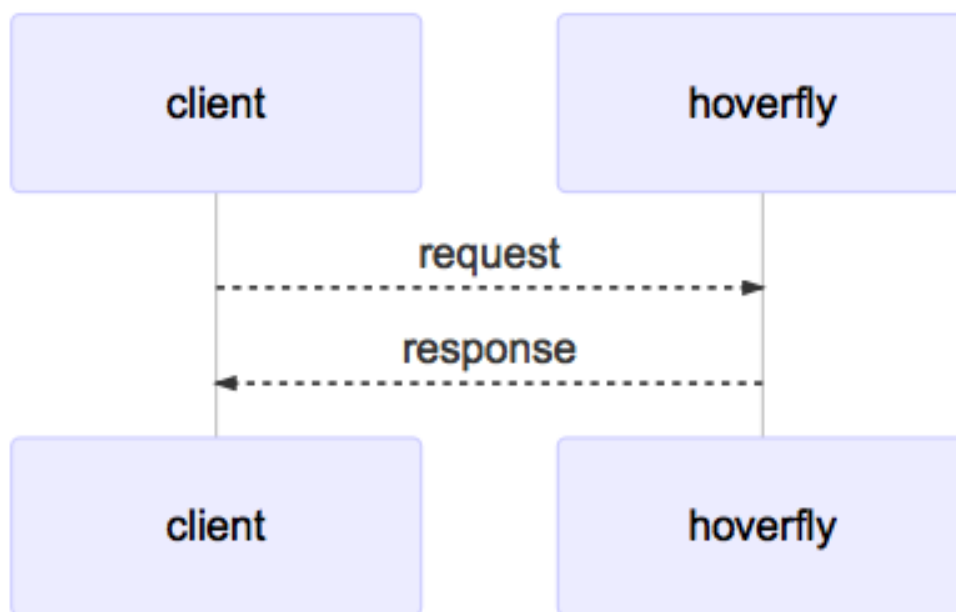 client
hoverfly
request
response
client
hoverfly